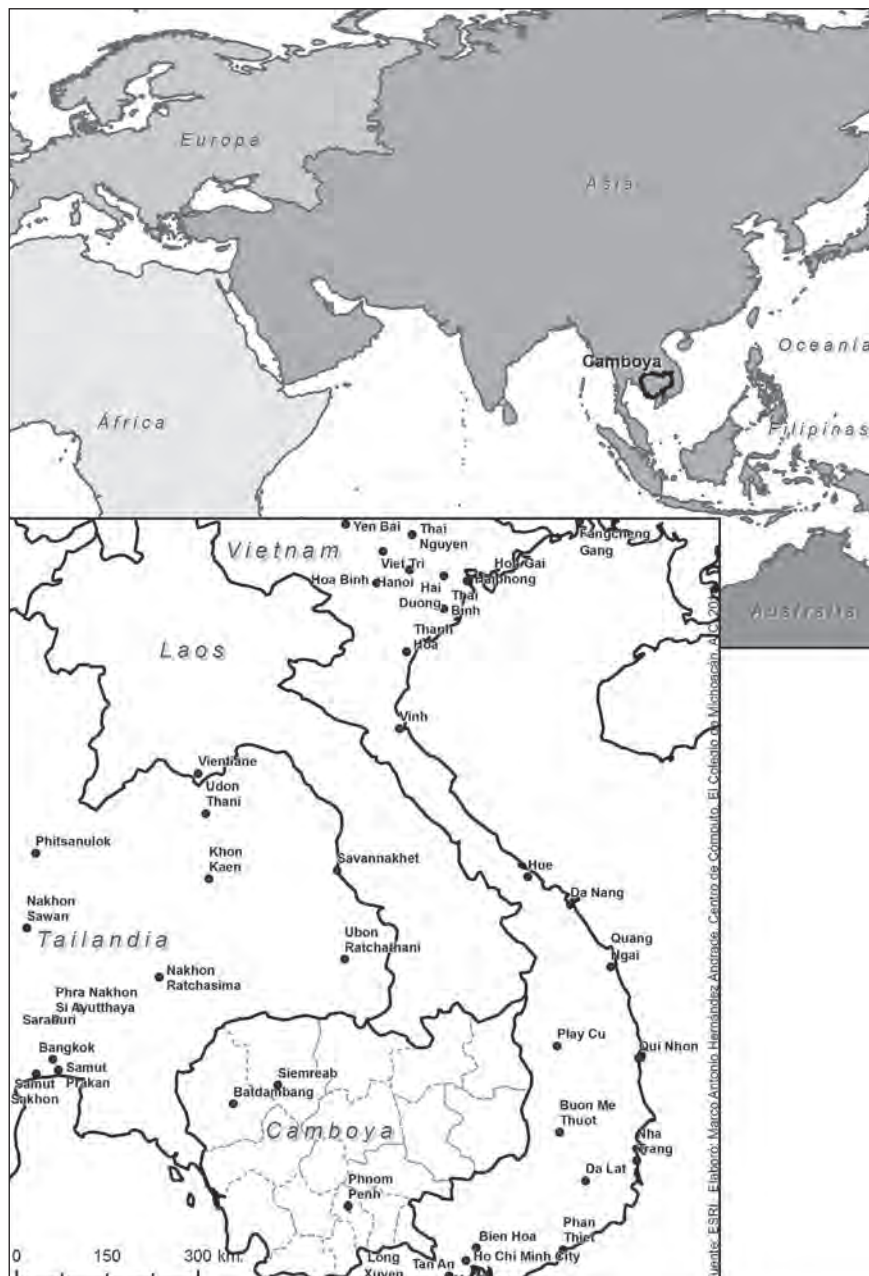 Europa
Asia
Camboya
Oceanía
África
Filipinas
Australia
Yen Bai
Thai
Nguyen
Fangcheng
Gang
Vietnam
Viet Tri
Hon Gai
Hoa Binh
Hanoi
Haiphong
Hai
Duong
Thai
Binh
Thanh
Hoa
Laos
Vinh
Vientiane
Udon
Thani
Phitsanulok
Khon
Kaen
Savannakhet
Hue
Nakhon
Sawan
Da Nang
Tailandia
Ubon
Ratchathani
Quang
Ngai
Nakhon
Ratchasima
Phra Nakhon
Si Ayutthaya
Saraburi
Bangkok
Samut
Prakan
Samut
Sakhon
Play Cu
Qui Nhon
Siemreab
Batdambang
Camboya
Buon Me
Thuot
Nha
Trang
Phnom
Penh
Da Lat
Bien Hoa
Phan
Thiet
0 150 300 km.
Long
Xuyen
Tan An
Ho Chi Minh City
Fuente: ESRI. Elaboró: Marco Antonio Hernández Andrade. Centro de Cómputo. El Colegio de Michoacán, A.C.